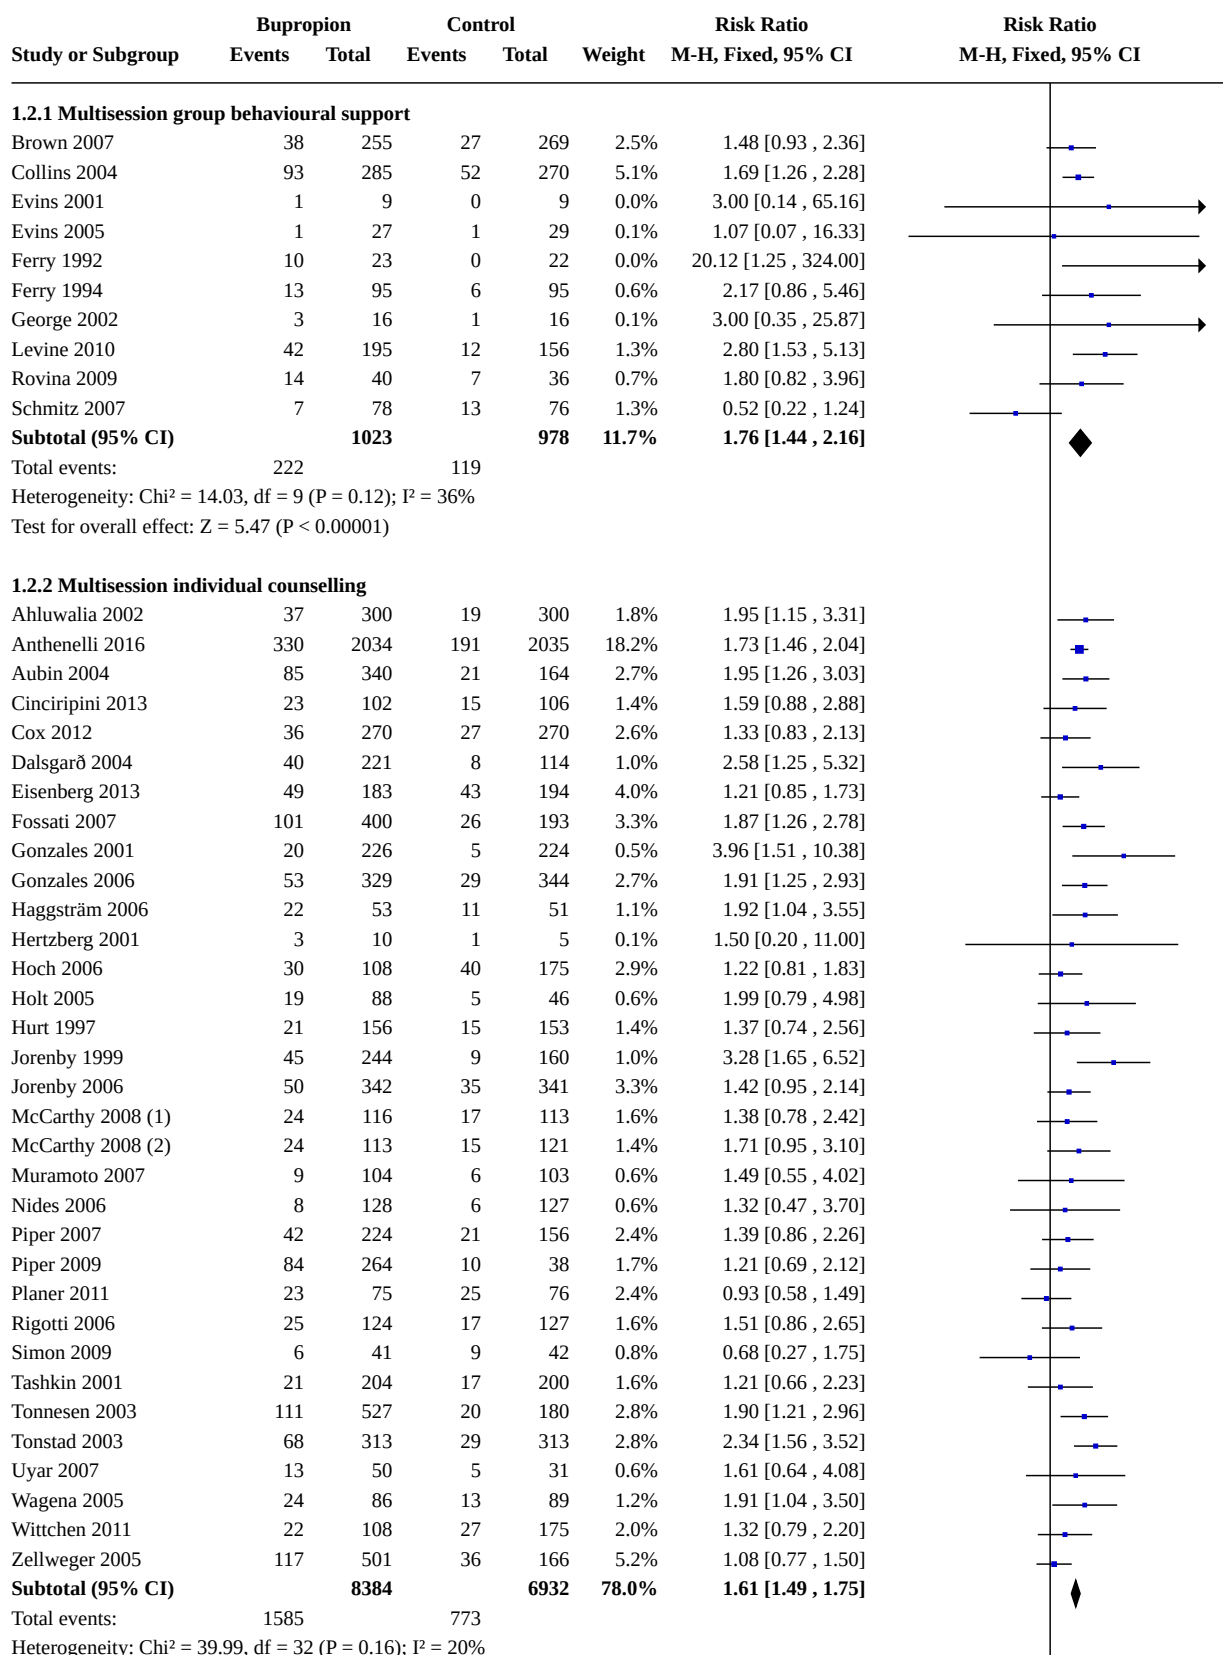 Bupropion Control Risk Ratio Risk Ratio
Study or Subgroup Events Total Events Total Weight M-H, Fixed, 95% CI M-H, Fixed, 95% CI
1.2.1 Multisession group behavioural support
Brown 2007 38 255 27 269 2.5% 1.48 [0.93 , 2.36]
Collins 2004 93 285 52 270 5.1% 1.69 [1.26 , 2.28]
Evins 2001 1 9 0 9 0.0% 3.00 [0.14 , 65.16]
Evins 2005 1 27 1 29 0.1% 1.07 [0.07 , 16.33]
Ferry 1992 10 23 0 22 0.0% 20.12 [1.25 , 324.00]
Ferry 1994 13 95 6 95 0.6% 2.17 [0.86 , 5.46]
George 2002 3 16 1 16 0.1% 3.00 [0.35 , 25.87]
Levine 2010 42 195 12 156 1.3% 2.80 [1.53 , 5.13]
Rovina 2009 14 40 7 36 0.7% 1.80 [0.82 , 3.96]
Schmitz 2007 7 78 13 76 1.3% 0.52 [0.22 , 1.24]
Subtotal (95% CI) 1023 978 11.7% 1.76 [1.44 , 2.16]
Total events: 222 119
Heterogeneity: Chi² = 14.03, df = 9 (P = 0.12); I² = 36%
Test for overall effect: Z = 5.47 (P < 0.00001)
1.2.2 Multisession individual counselling
Ahluwalia 2002 37 300 19 300 1.8% 1.95 [1.15 , 3.31]
Anthenelli 2016 330 2034 191 2035 18.2% 1.73 [1.46 , 2.04]
Aubin 2004 85 340 21 164 2.7% 1.95 [1.26 , 3.03]
Cinciripini 2013 23 102 15 106 1.4% 1.59 [0.88 , 2.88]
Cox 2012 36 270 27 270 2.6% 1.33 [0.83 , 2.13]
Dalsgarð 2004 40 221 8 114 1.0% 2.58 [1.25 , 5.32]
Eisenberg 2013 49 183 43 194 4.0% 1.21 [0.85 , 1.73]
Fossati 2007 101 400 26 193 3.3% 1.87 [1.26 , 2.78]
Gonzales 2001 20 226 5 224 0.5% 3.96 [1.51 , 10.38]
Gonzales 2006 53 329 29 344 2.7% 1.91 [1.25 , 2.93]
Haggsträm 2006 22 53 11 51 1.1% 1.92 [1.04 , 3.55]
Hertzberg 2001 3 10 1 5 0.1% 1.50 [0.20 , 11.00]
Hoch 2006 30 108 40 175 2.9% 1.22 [0.81 , 1.83]
Holt 2005 19 88 5 46 0.6% 1.99 [0.79 , 4.98]
Hurt 1997 21 156 15 153 1.4% 1.37 [0.74 , 2.56]
Jorenby 1999 45 244 9 160 1.0% 3.28 [1.65 , 6.52]
Jorenby 2006 50 342 35 341 3.3% 1.42 [0.95 , 2.14]
McCarthy 2008 (1) 24 116 17 113 1.6% 1.38 [0.78 , 2.42]
McCarthy 2008 (2) 24 113 15 121 1.4% 1.71 [0.95 , 3.10]
Muramoto 2007 9 104 6 103 0.6% 1.49 [0.55 , 4.02]
Nides 2006 8 128 6 127 0.6% 1.32 [0.47 , 3.70]
Piper 2007 42 224 21 156 2.4% 1.39 [0.86 , 2.26]
Piper 2009 84 264 10 38 1.7% 1.21 [0.69 , 2.12]
Planer 2011 23 75 25 76 2.4% 0.93 [0.58 , 1.49]
Rigotti 2006 25 124 17 127 1.6% 1.51 [0.86 , 2.65]
Simon 2009 6 41 9 42 0.8% 0.68 [0.27 , 1.75]
Tashkin 2001 21 204 17 200 1.6% 1.21 [0.66 , 2.23]
Tonnesen 2003 111 527 20 180 2.8% 1.90 [1.21 , 2.96]
Tonstad 2003 68 313 29 313 2.8% 2.34 [1.56 , 3.52]
Uyar 2007 13 50 5 31 0.6% 1.61 [0.64 , 4.08]
Wagena 2005 24 86 13 89 1.2% 1.91 [1.04 , 3.50]
Wittchen 2011 22 108 27 175 2.0% 1.32 [0.79 , 2.20]
Zellweger 2005 117 501 36 166 5.2% 1.08 [0.77 , 1.50]
Subtotal (95% CI) 8384 6932 78.0% 1.61 [1.49 , 1.75]
Total events: 1585 773
Heterogeneity: Chi² = 39.99, df = 32 (P = 0.16); I² = 20%